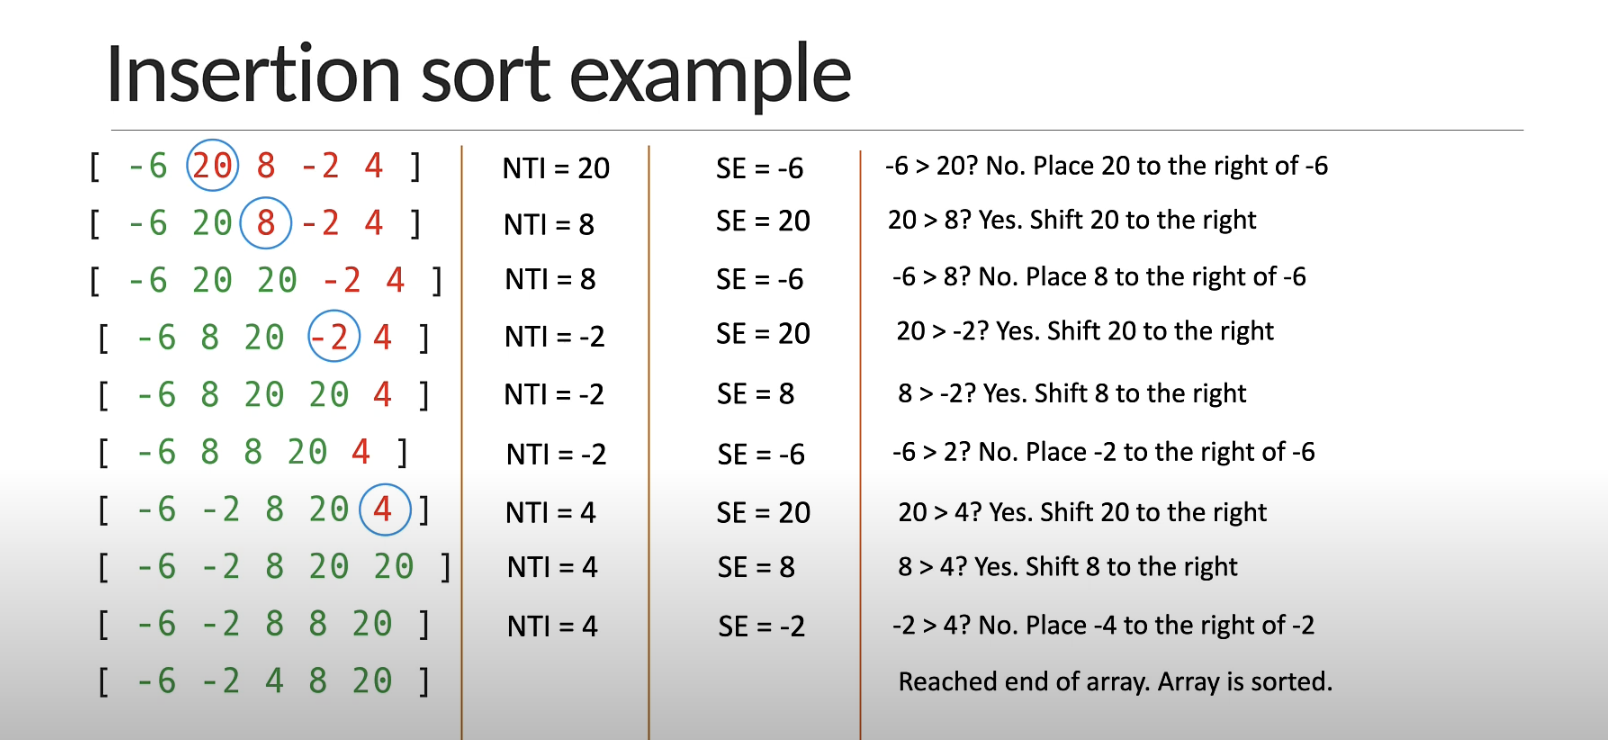 Insertion sort example
[ -6 20 8 -2 4 ] NTI = 20 SE = -6 -6 > 20? No. Place 20 to the right of -6
[ -6 20 8 -2 4 ] NTI = 8 SE = 20 20 > 8? Yes. Shift 20 to the right
[ -6 20 20 -2 4 ] NTI = 8 SE = -6 -6 > 8? No. Place 8 to the right of -6
[ -6 8 20 -2 4 ] NTI = -2 SE = 20 20 > -2? Yes. Shift 20 to the right
[ -6 8 20 20 4 ] NTI = -2 SE = 8 8 > -2? Yes. Shift 8 to the right
[ -6 8 8 20 4 ] NTI = -2 SE = -6 -6 > 2? No. Place -2 to the right of -6
[ -6 -2 8 20 4 ] NTI = 4 SE = 20 20 > 4? Yes. Shift 20 to the right
[ -6 -2 8 20 20 ] NTI = 4 SE = 8 8 > 4? Yes. Shift 8 to the right
[ -6 -2 8 8 20 ] NTI = 4 SE = -2 -2 > 4? No. Place -4 to the right of -2
[ -6 -2 4 8 20 ] Reached end of array. Array is sorted.